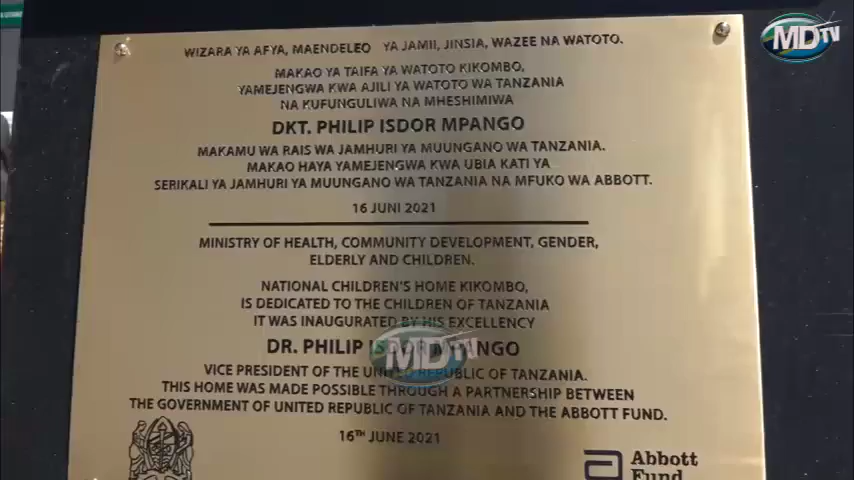 MDTV
WIZARA YA AFYA, MAENDELEO YA JAMII, JINSIA, WAZEE NA WATOTO.
MAKAO YA TAIFA YA WATOTO KIKOMBO,
YAMEJENGWA KWA AJILI YA WATOTO WA TANZANIA
NA KUFUNGULIWA NA MHESHIMIWA
DKT. PHILIP ISDOR MPANGO
MAKAMU WA RAIS WA JAMHURI YA MUUNGANO WA TANZANIA.
MAKAO HAYA YAMEJENGWA KWA UBIA KATI YA
SERIKALI YA JAMHURI YA MUUNGANO WA TANZANIA NA MFUKO WA ABBOTT.
16 JUNI 2021
MINISTRY OF HEALTH, COMMUNITY DEVELOPMENT, GENDER,
ELDERLY AND CHILDREN.
NATIONAL CHILDREN'S HOME KIKOMBO,
IS DEDICATED TO THE CHILDREN OF TANZANIA
IT WAS INAUGURATED BY HIS EXCELLENCY
DR. PHILIP ISDOR MPANGO
MDTV
VICE PRESIDENT OF THE UNITED REPUBLIC OF TANZANIA.
THIS HOME WAS MADE POSSIBLE THROUGH A PARTNERSHIP BETWEEN
THE GOVERNMENT OF UNITED REPUBLIC OF TANZANIA AND THE ABBOTT FUND.
16TH JUNE 2021
Abbott
Fund